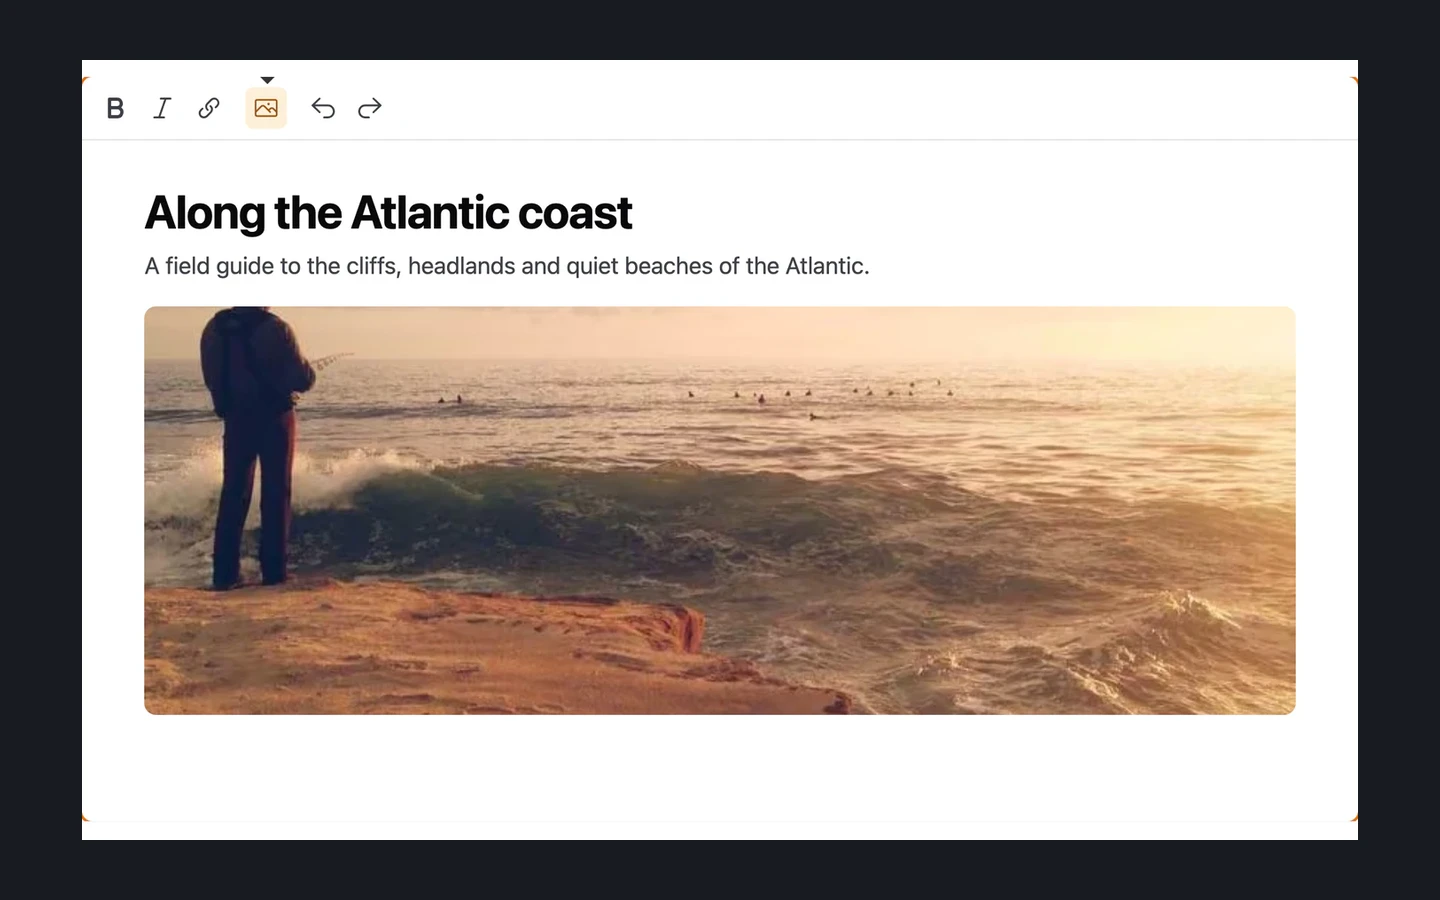 B I
Along the Atlantic coast
A field guide to the cliffs, headlands and quiet beaches of the Atlantic.